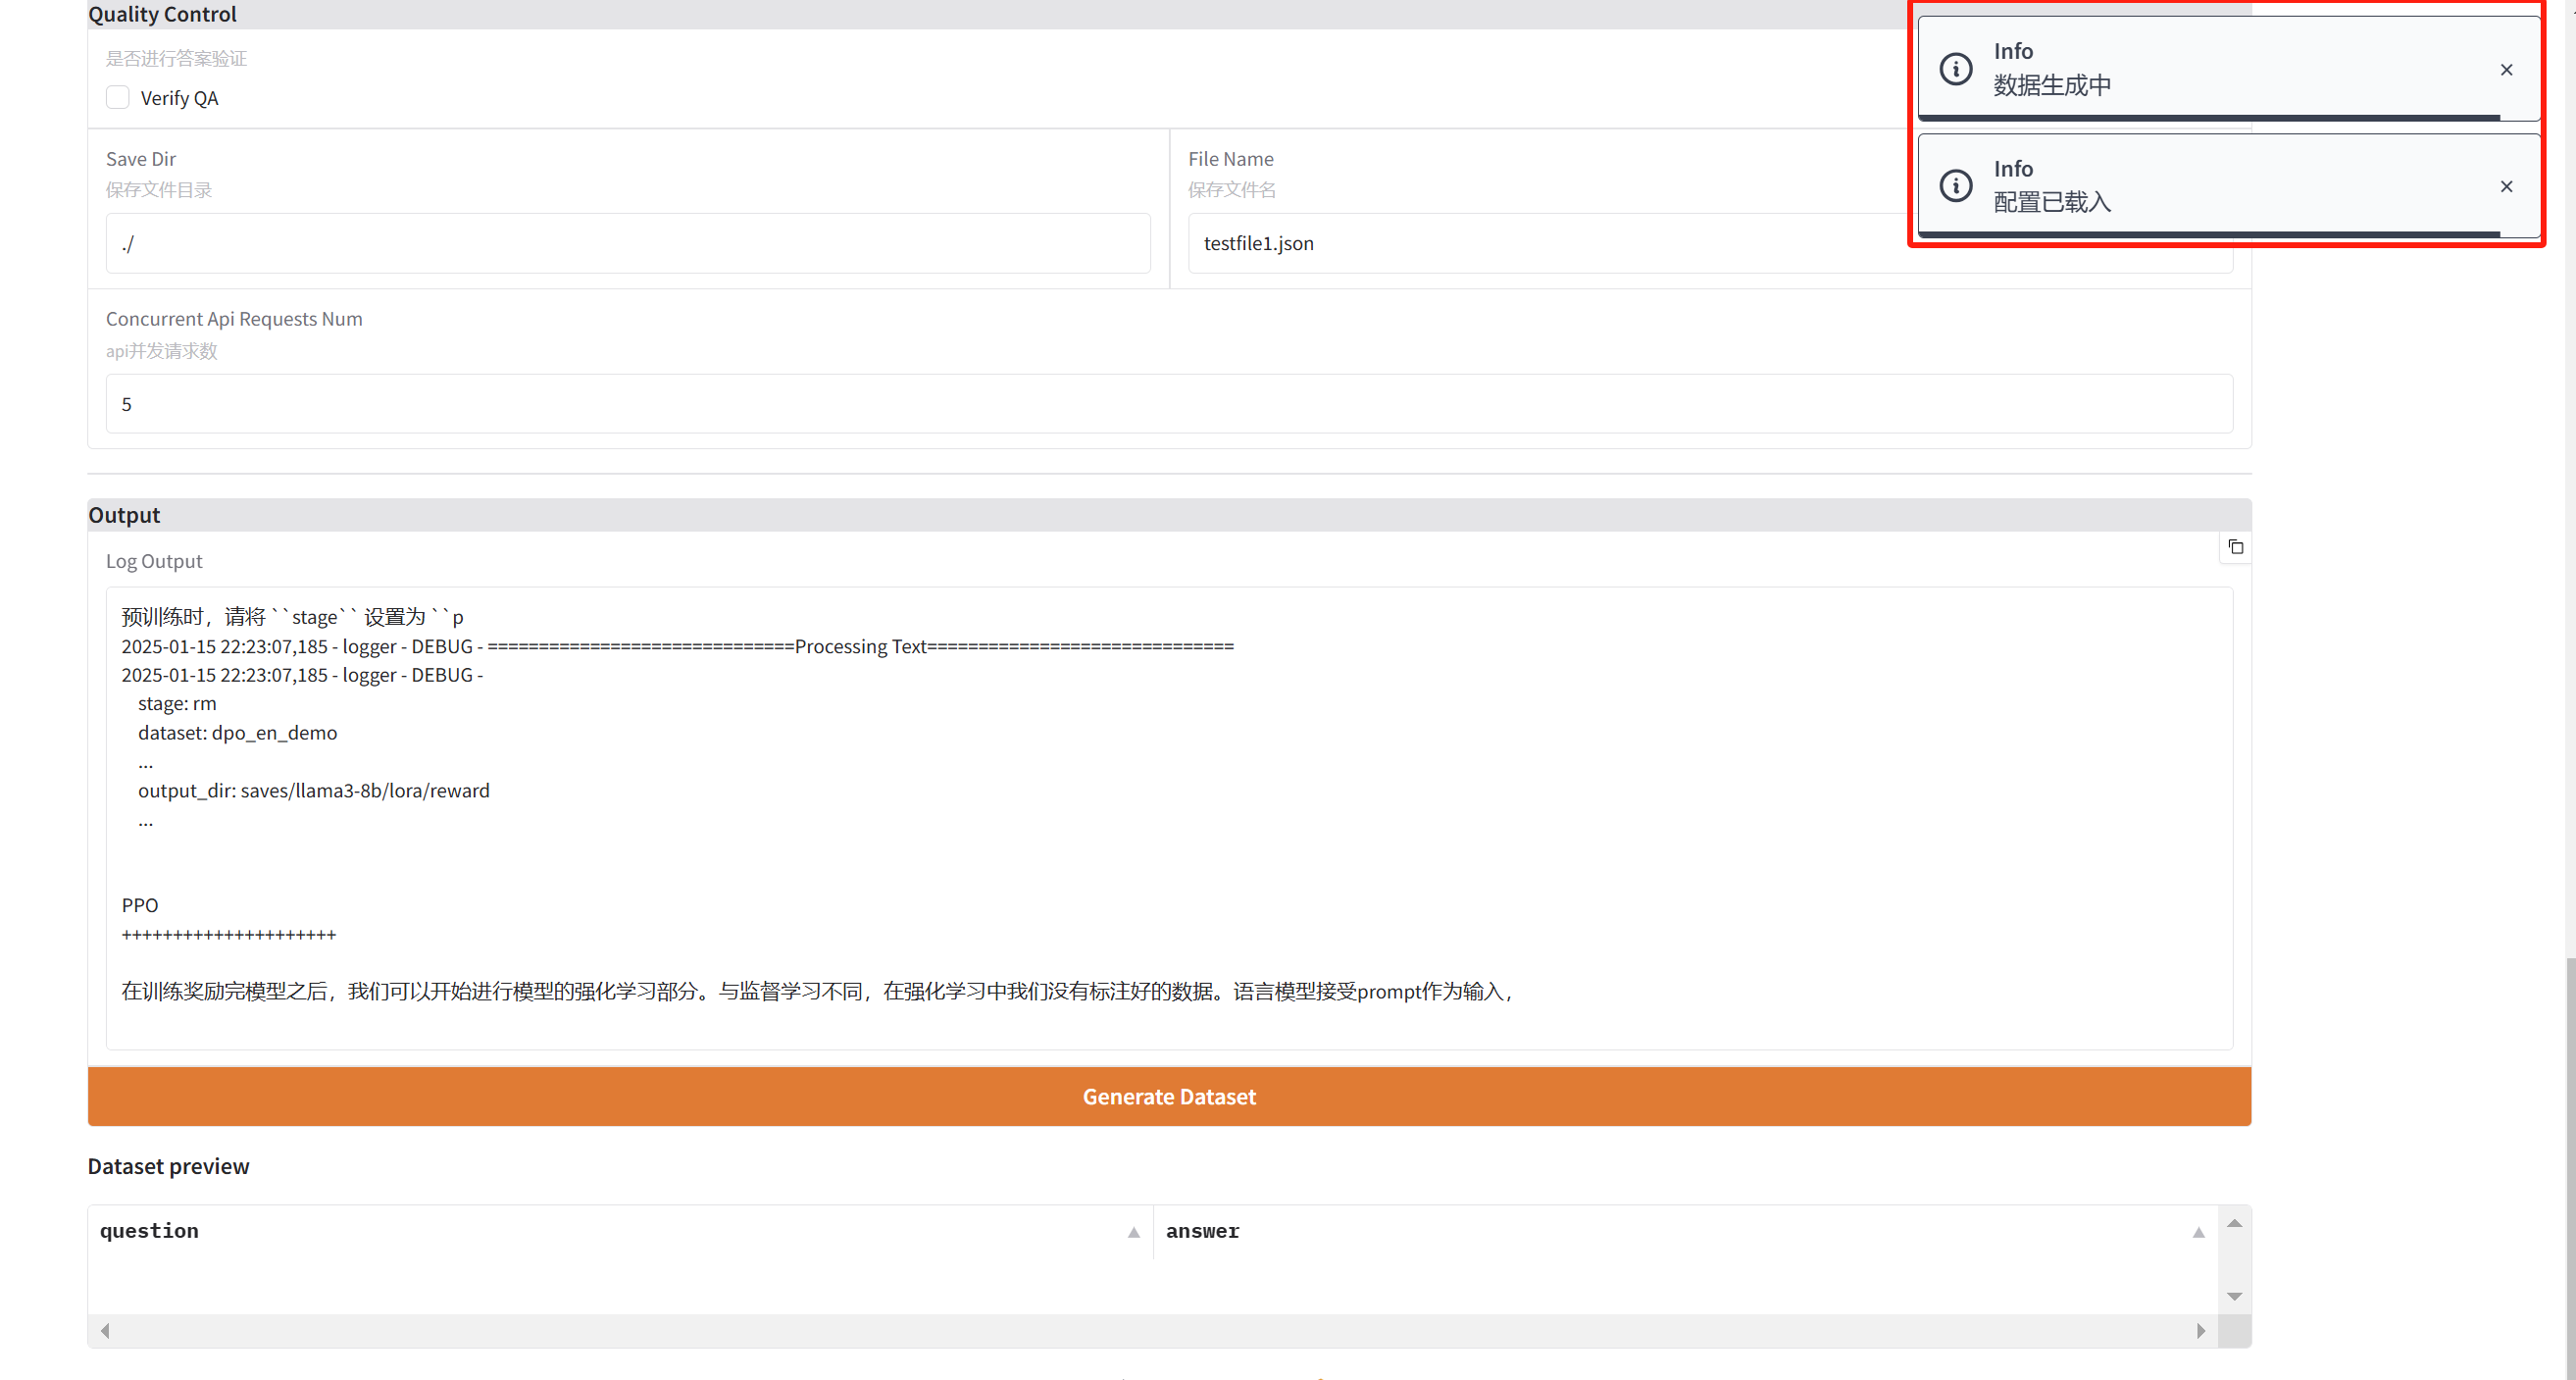 Quality Control
是否进行答案验证
Verify QA
Save Dir
保存文件目录
./
File Name
保存文件名
testfile1.json
Info
数据生成中
Info
配置已载入
Concurrent Api Requests Num
api并发请求数
5
Output
Log Output
预训练时，请将 ``stage`` 设置为 ``p
2025-01-15 22:23:07,185 - logger - DEBUG - ==============================Processing Text==============================
2025-01-15 22:23:07,185 - logger - DEBUG -
stage: rm
dataset: dpo_en_demo
...
output_dir: saves/llama3-8b/lora/reward
...
PPO
+++++++++++++++++++++
在训练奖励完模型之后，我们可以开始进行模型的强化学习部分。与监督学习不同，在强化学习中我们没有标注好的数据。语言模型接受prompt作为输入，
Generate Dataset
Dataset preview
question
answer